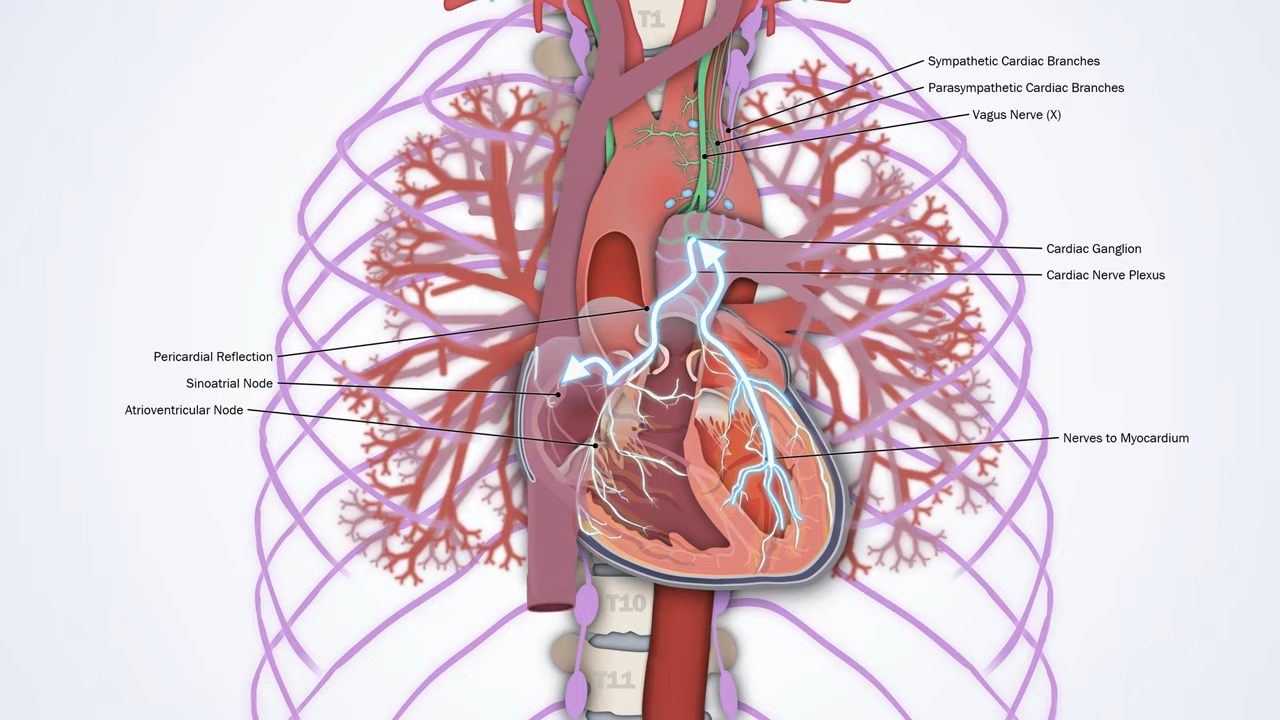 T1
Sympathetic Cardiac Branches
Parasympathetic Cardiac Branches
Vagus Nerve (X)
Cardiac Ganglion
Cardiac Nerve Plexus
Pericardial Reflection
Sinoatrial Node
Atrioventricular Node
Nerves to Myocardium
T10
T11